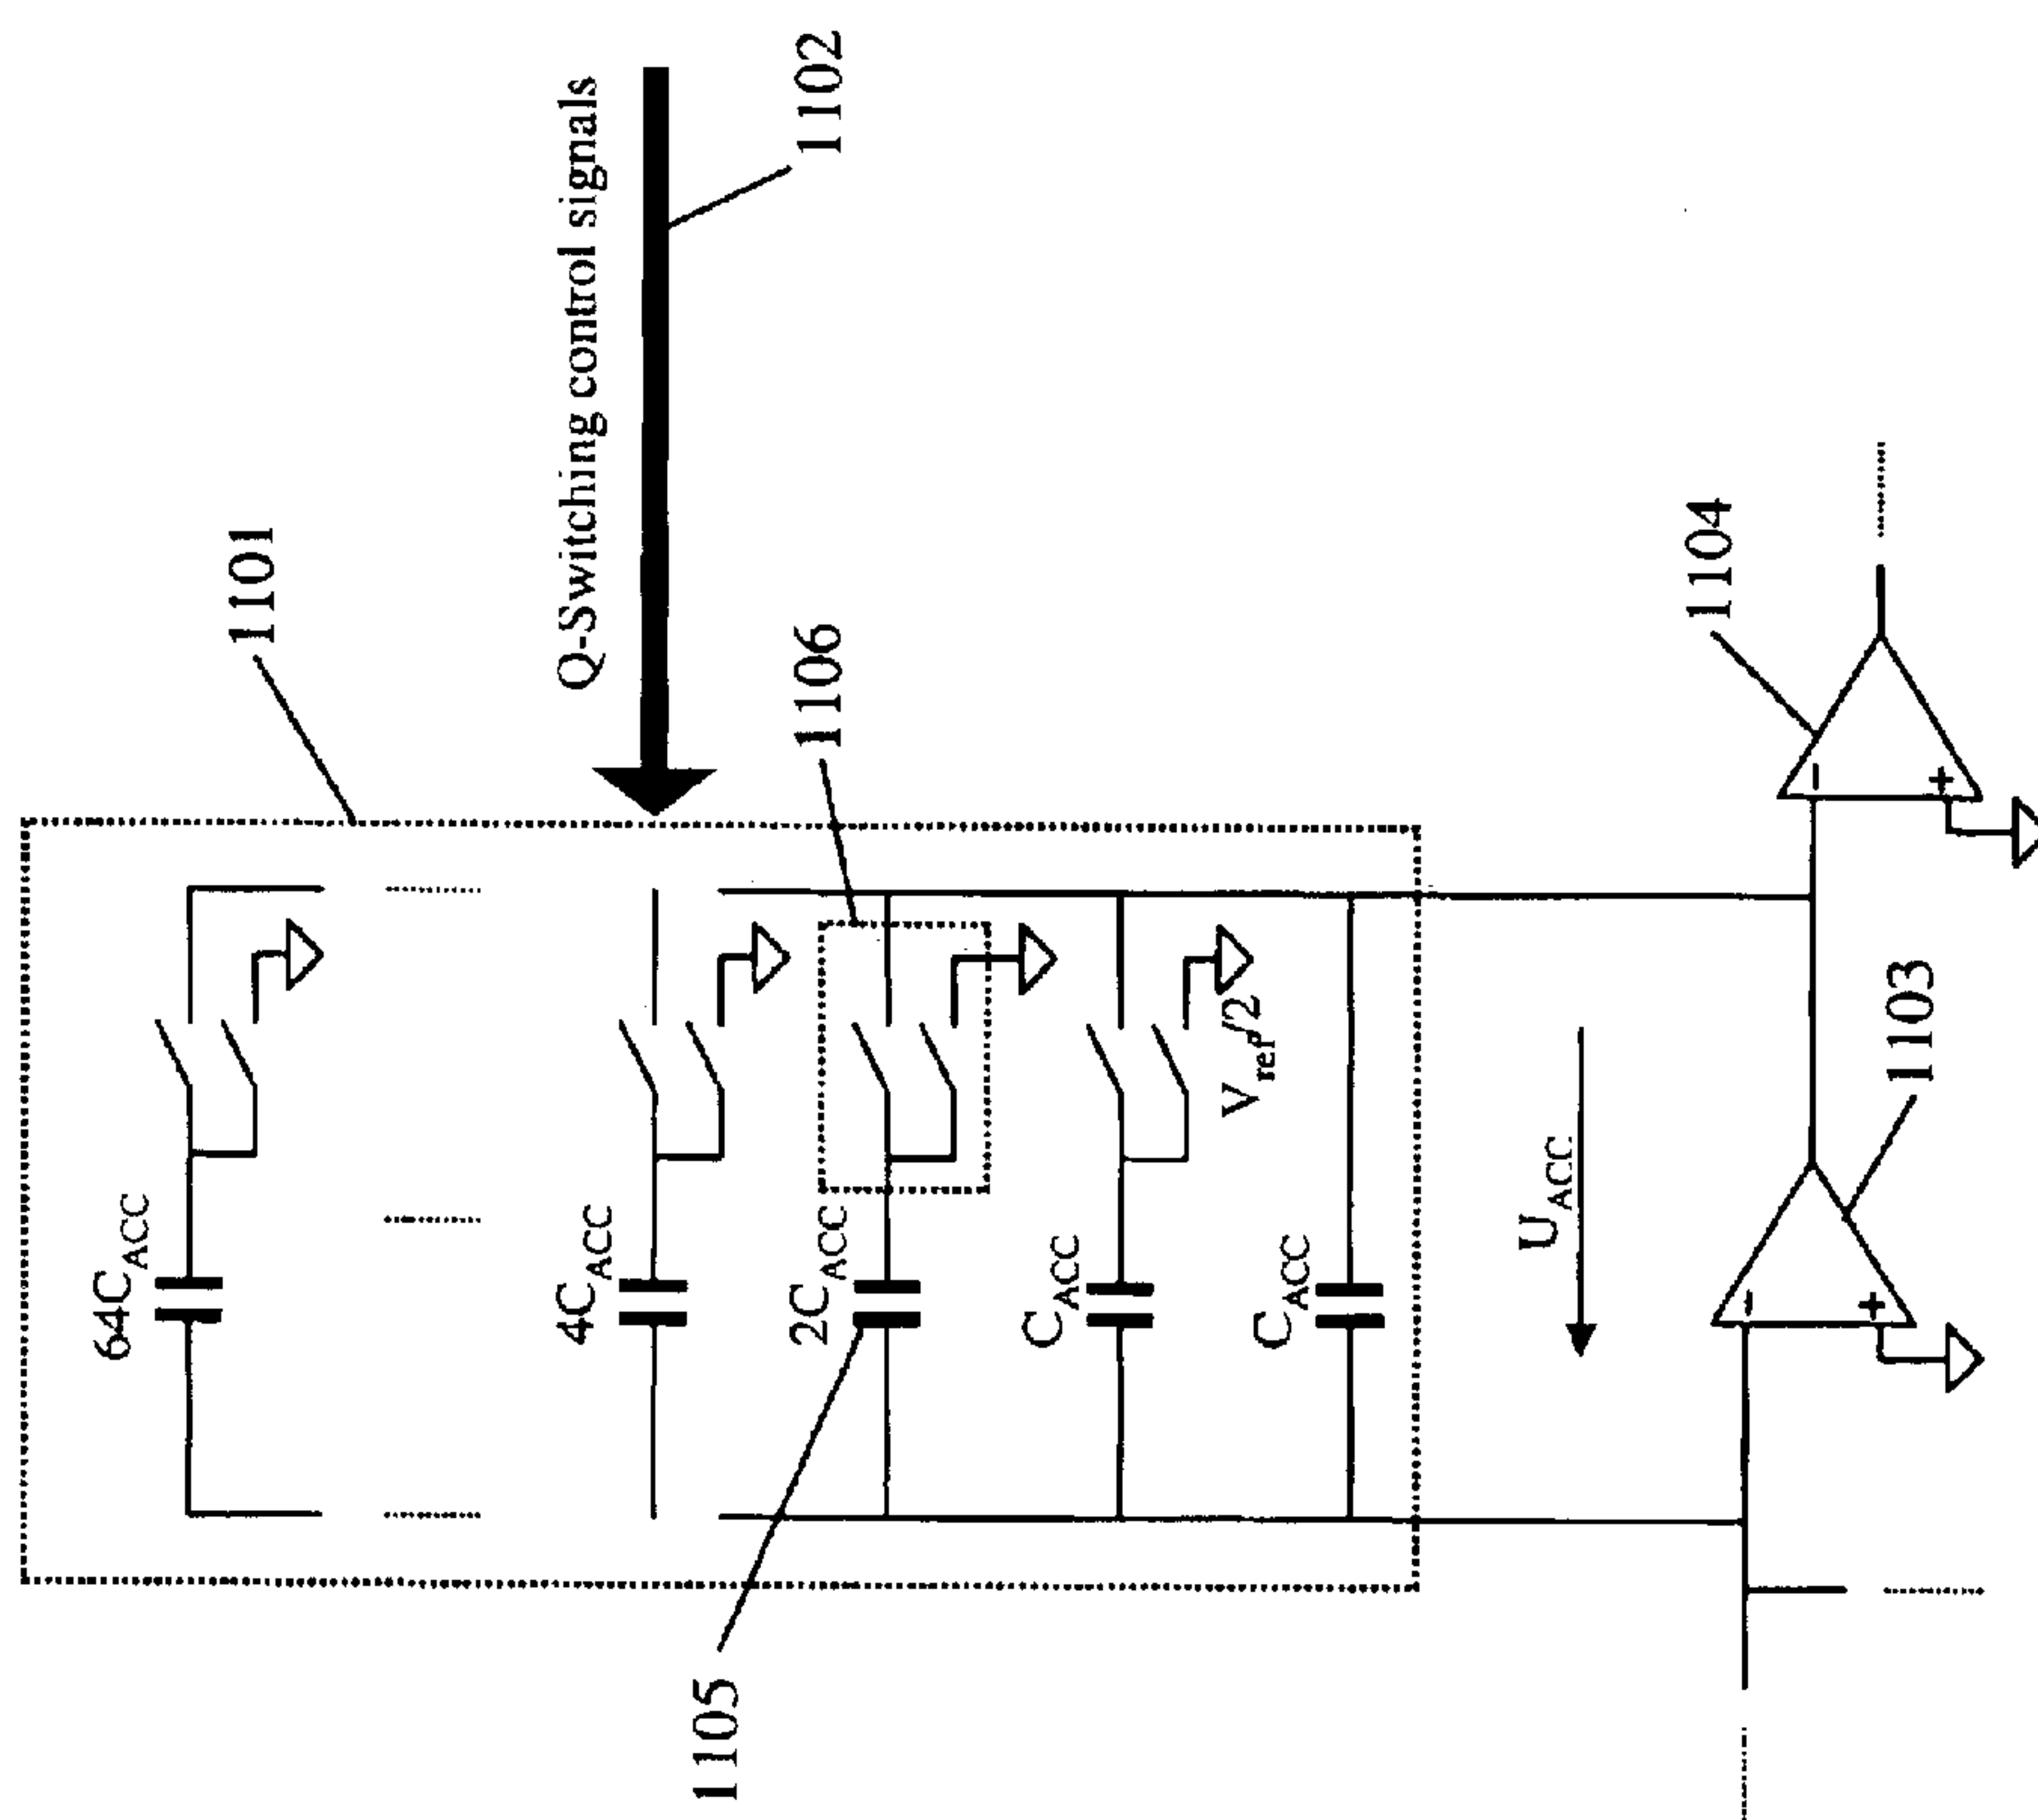 64C_ACC
4C_ACC
2C_ACC
C_ACC
C_ACC
V_ref/2
U_ACC
Q-Switching control signals
1101
1102
1103
1104
1105
1106
-
+
-
+